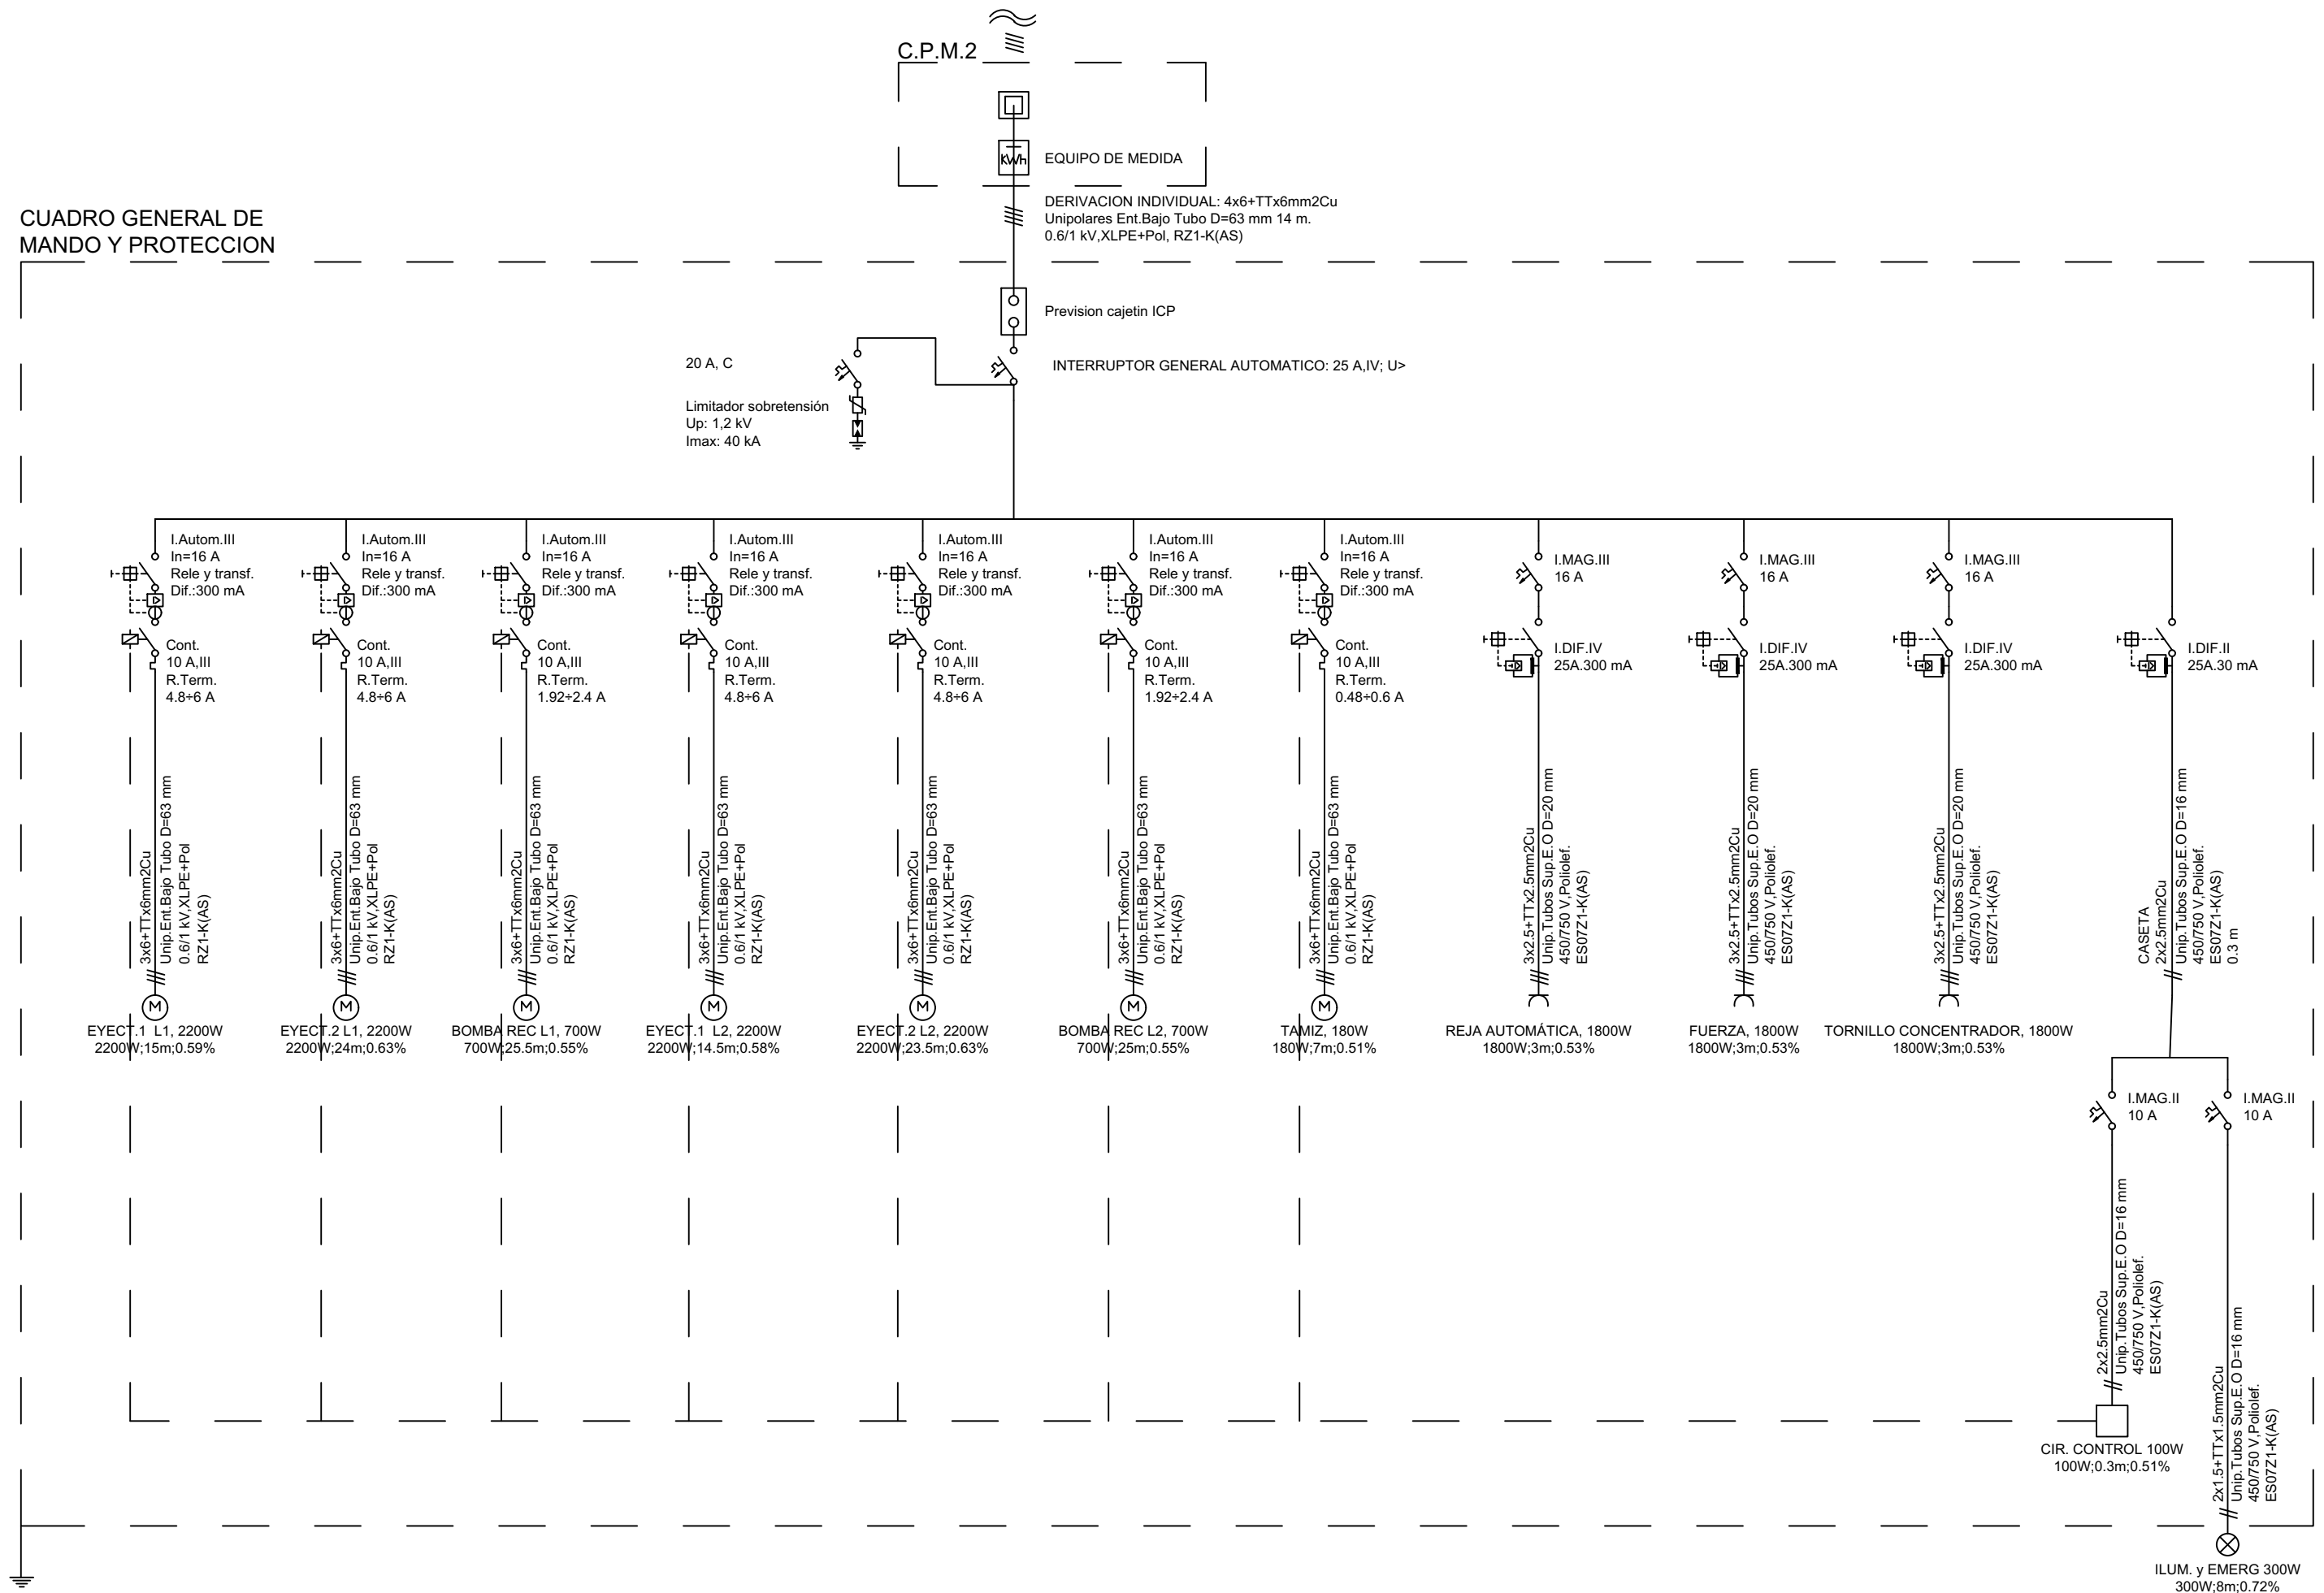 C.P.M.2
kWh
EQUIPO DE MEDIDA
DERIVACION INDIVIDUAL: 4x6+TTx6mm2Cu
Unipolares Ent.Bajo Tubo D=63 mm 14 m.
0.6/1 kV,XLPE+Pol, RZ1-K(AS)
CUADRO GENERAL DE
MANDO Y PROTECCION
Prevision cajetin ICP
20 A, C
INTERRUPTOR GENERAL AUTOMATICO: 25 A,IV; U>
Limitador sobretensión
Up: 1,2 kV
Imax: 40 kA
I.Autom.III
In=16 A
Rele y transf.
Dif.:300 mA
Cont.
10 A,III
R.Term.
4.8÷6 A
3x6+TTx6mm2Cu
Unip.Ent.Bajo Tubo D=63 mm
0.6/1 kV,XLPE+Pol
RZ1-K(AS)
M
EYECT.1 L1, 2200W
2200W;15m;0.59%
I.Autom.III
In=16 A
Rele y transf.
Dif.:300 mA
Cont.
10 A,III
R.Term.
4.8÷6 A
3x6+TTx6mm2Cu
Unip.Ent.Bajo Tubo D=63 mm
0.6/1 kV,XLPE+Pol
RZ1-K(AS)
M
EYECT.2 L1, 2200W
2200W;24m;0.63%
I.Autom.III
In=16 A
Rele y transf.
Dif.:300 mA
Cont.
10 A,III
R.Term.
1.92÷2.4 A
3x6+TTx6mm2Cu
Unip.Ent.Bajo Tubo D=63 mm
0.6/1 kV,XLPE+Pol
RZ1-K(AS)
M
BOMBA REC L1, 700W
700W;25.5m;0.55%
I.Autom.III
In=16 A
Rele y transf.
Dif.:300 mA
Cont.
10 A,III
R.Term.
4.8÷6 A
3x6+TTx6mm2Cu
Unip.Ent.Bajo Tubo D=63 mm
0.6/1 kV,XLPE+Pol
RZ1-K(AS)
M
EYECT.1 L2, 2200W
2200W;14.5m;0.58%
I.Autom.III
In=16 A
Rele y transf.
Dif.:300 mA
Cont.
10 A,III
R.Term.
4.8÷6 A
3x6+TTx6mm2Cu
Unip.Ent.Bajo Tubo D=63 mm
0.6/1 kV,XLPE+Pol
RZ1-K(AS)
M
EYECT.2 L2, 2200W
2200W;23.5m;0.63%
I.Autom.III
In=16 A
Rele y transf.
Dif.:300 mA
Cont.
10 A,III
R.Term.
1.92÷2.4 A
3x6+TTx6mm2Cu
Unip.Ent.Bajo Tubo D=63 mm
0.6/1 kV,XLPE+Pol
RZ1-K(AS)
M
BOMBA REC L2, 700W
700W;25m;0.55%
I.Autom.III
In=16 A
Rele y transf.
Dif.:300 mA
Cont.
10 A,III
R.Term.
0.48÷0.6 A
3x6+TTx6mm2Cu
Unip.Ent.Bajo Tubo D=63 mm
0.6/1 kV,XLPE+Pol
RZ1-K(AS)
M
TAMIZ, 180W
180W;7m;0.51%
I.MAG.III
16 A
I.DIF.IV
25A.300 mA
3x2.5+TTx2.5mm2Cu
Unip.Tubos Sup.E.O D=20 mm
450/750 V,Poliolef.
ES07Z1-K(AS)
REJA AUTOMÁTICA, 1800W
1800W;3m;0.53%
I.MAG.III
16 A
I.DIF.IV
25A.300 mA
3x2.5+TTx2.5mm2Cu
Unip.Tubos Sup.E.O D=20 mm
450/750 V,Poliolef.
ES07Z1-K(AS)
FUERZA, 1800W
1800W;3m;0.53%
I.MAG.III
16 A
I.DIF.IV
25A.300 mA
3x2.5+TTx2.5mm2Cu
Unip.Tubos Sup.E.O D=20 mm
450/750 V,Poliolef.
ES07Z1-K(AS)
TORNILLO CONCENTRADOR, 1800W
1800W;3m;0.53%
I.DIF.II
25A.30 mA
CASETA
2x2.5mm2Cu
Unip.Tubos Sup.E.O D=16 mm
450/750 V,Poliolef.
ES07Z1-K(AS)
0.3 m
I.MAG.II
10 A
2x2.5mm2Cu
Unip.Tubos Sup.E.O D=16 mm
450/750 V,Poliolef.
ES07Z1-K(AS)
CIR. CONTROL 100W
100W;0.3m;0.51%
I.MAG.II
10 A
2x1.5+TTx1.5mm2Cu
Unip.Tubos Sup.E.O D=16 mm
450/750 V,Poliolef.
ES07Z1-K(AS)
ILUM. y EMERG 300W
300W;8m;0.72%